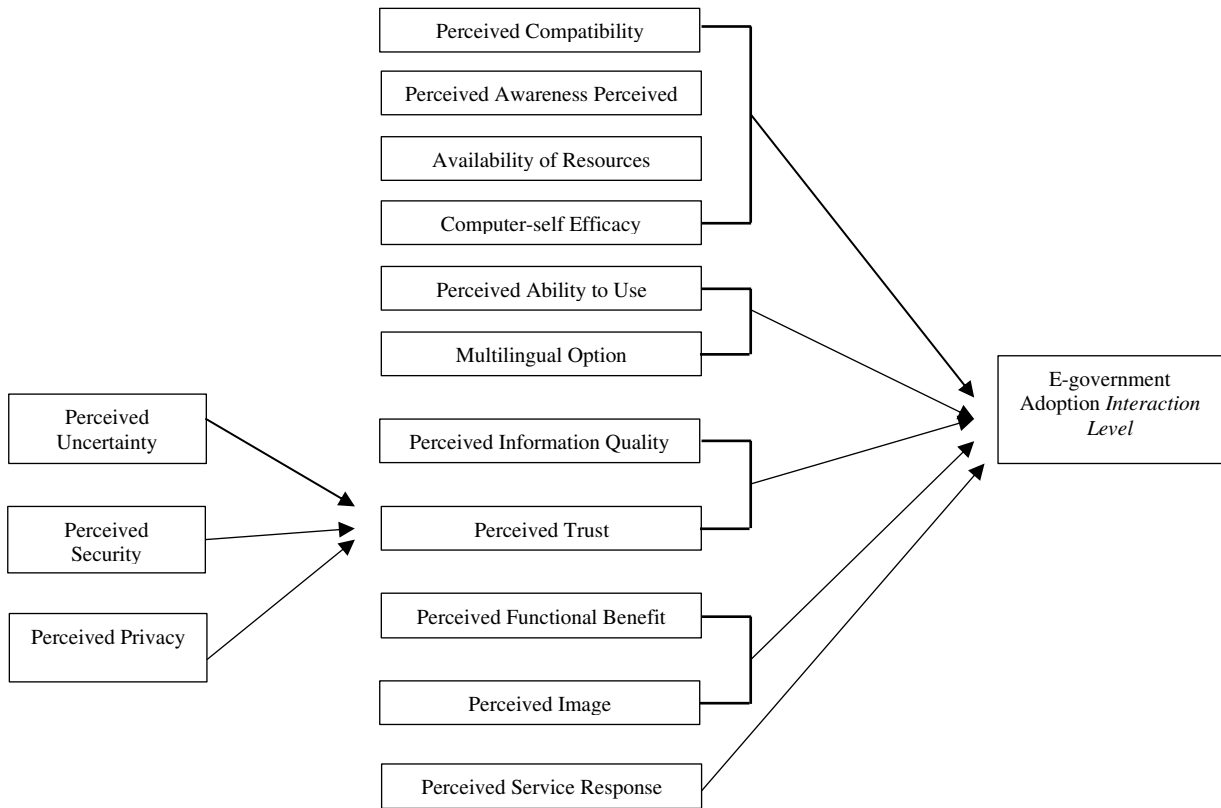 Perceived Compatibility
Perceived Awareness Perceived
Availability of Resources
Computer-self Efficacy
Perceived Ability to Use
Multilingual Option
Perceived Information Quality
Perceived Trust
Perceived Functional Benefit
Perceived Image
Perceived Service Response
Perceived
Uncertainty
Perceived
Security
Perceived Privacy
E-government
Adoption Interaction
Level